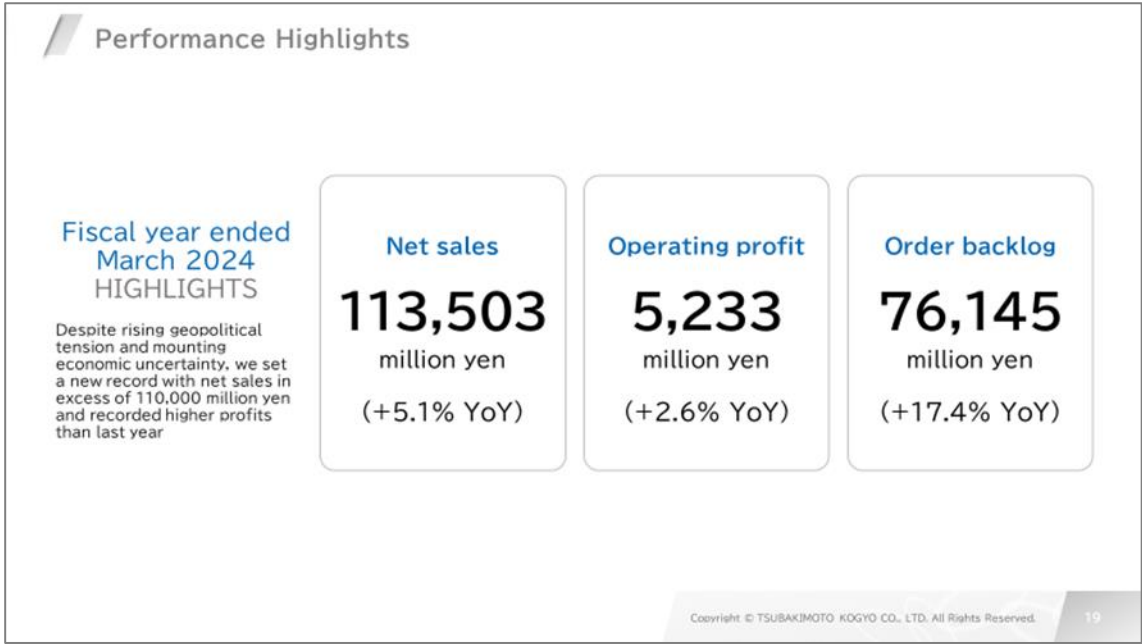 Performance Highlights
Fiscal year ended
March 2024
HIGHLIGHTS
Despite rising geopolitical
tension and mounting
economic uncertainty, we set
a new record with net sales in
excess of 110,000 million yen
and recorded higher profits
than last year
Net sales
113,503
million yen
(+5.1% YoY)
Operating profit
5,233
million yen
(+2.6% YoY)
Order backlog
76,145
million yen
(+17.4% YoY)
Copyright © TSUBAKIMOTO KOGYO CO., LTD. All Rights Reserved.
19